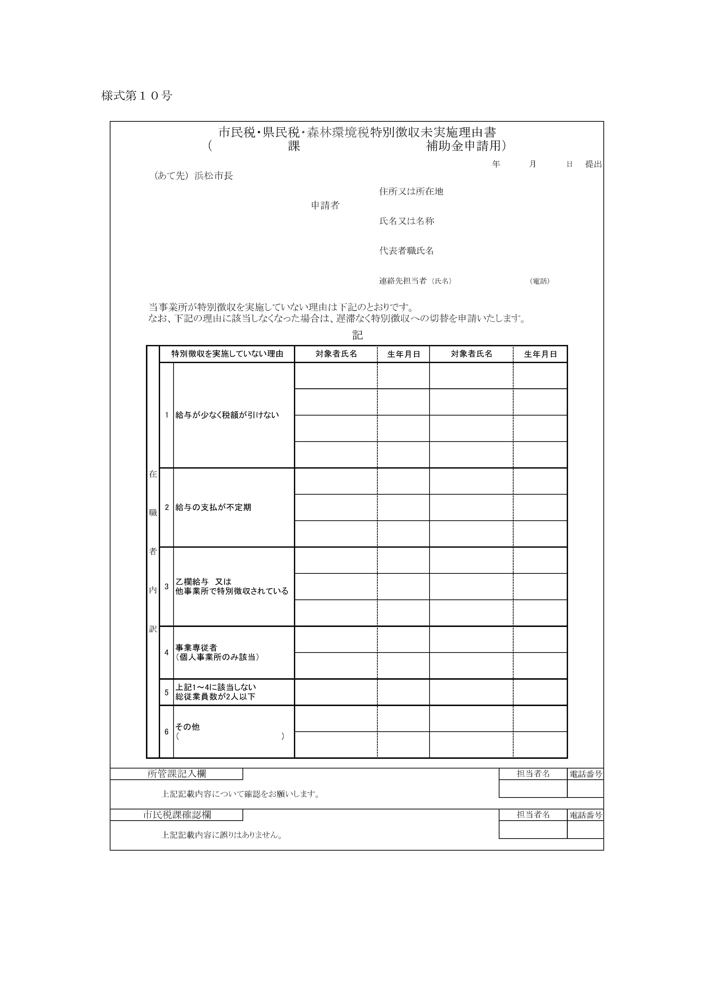 様式第１０号
市民税・県民税・森林環境税特別徴収未実施理由書
（　　　　　　課　　　　　　　　　　補助金申請用）
年　　　月　　　日　提出
（あて先）浜松市長
住所又は所在地
申請者
氏名又は名称
代表者職氏名
連絡先担当者（氏名）　　　　　　　　　（電話）
当事業所が特別徴収を実施していない理由は下記のとおりです。
なお、下記の理由に該当しなくなった場合は、遅滞なく特別徴収への切替を申請いたします。
記
特別徴収を実施していない理由　対象者氏名　生年月日　対象者氏名　生年月日
在職者内訳
1 給与が少なく税額が引けない
2 給与の支払が不定期
3 乙欄給与　又は
他事業所で特別徴収されている
4 事業専従者
（個人事業所のみ該当）
5 上記1～4に該当しない
総従業員数が2人以下
6 その他
（　　　　　　　　　　　　）
所管課記入欄　担当者名　電話番号
上記記載内容について確認をお願いします。
市民税課確認欄　担当者名　電話番号
上記記載内容に誤りはありません。